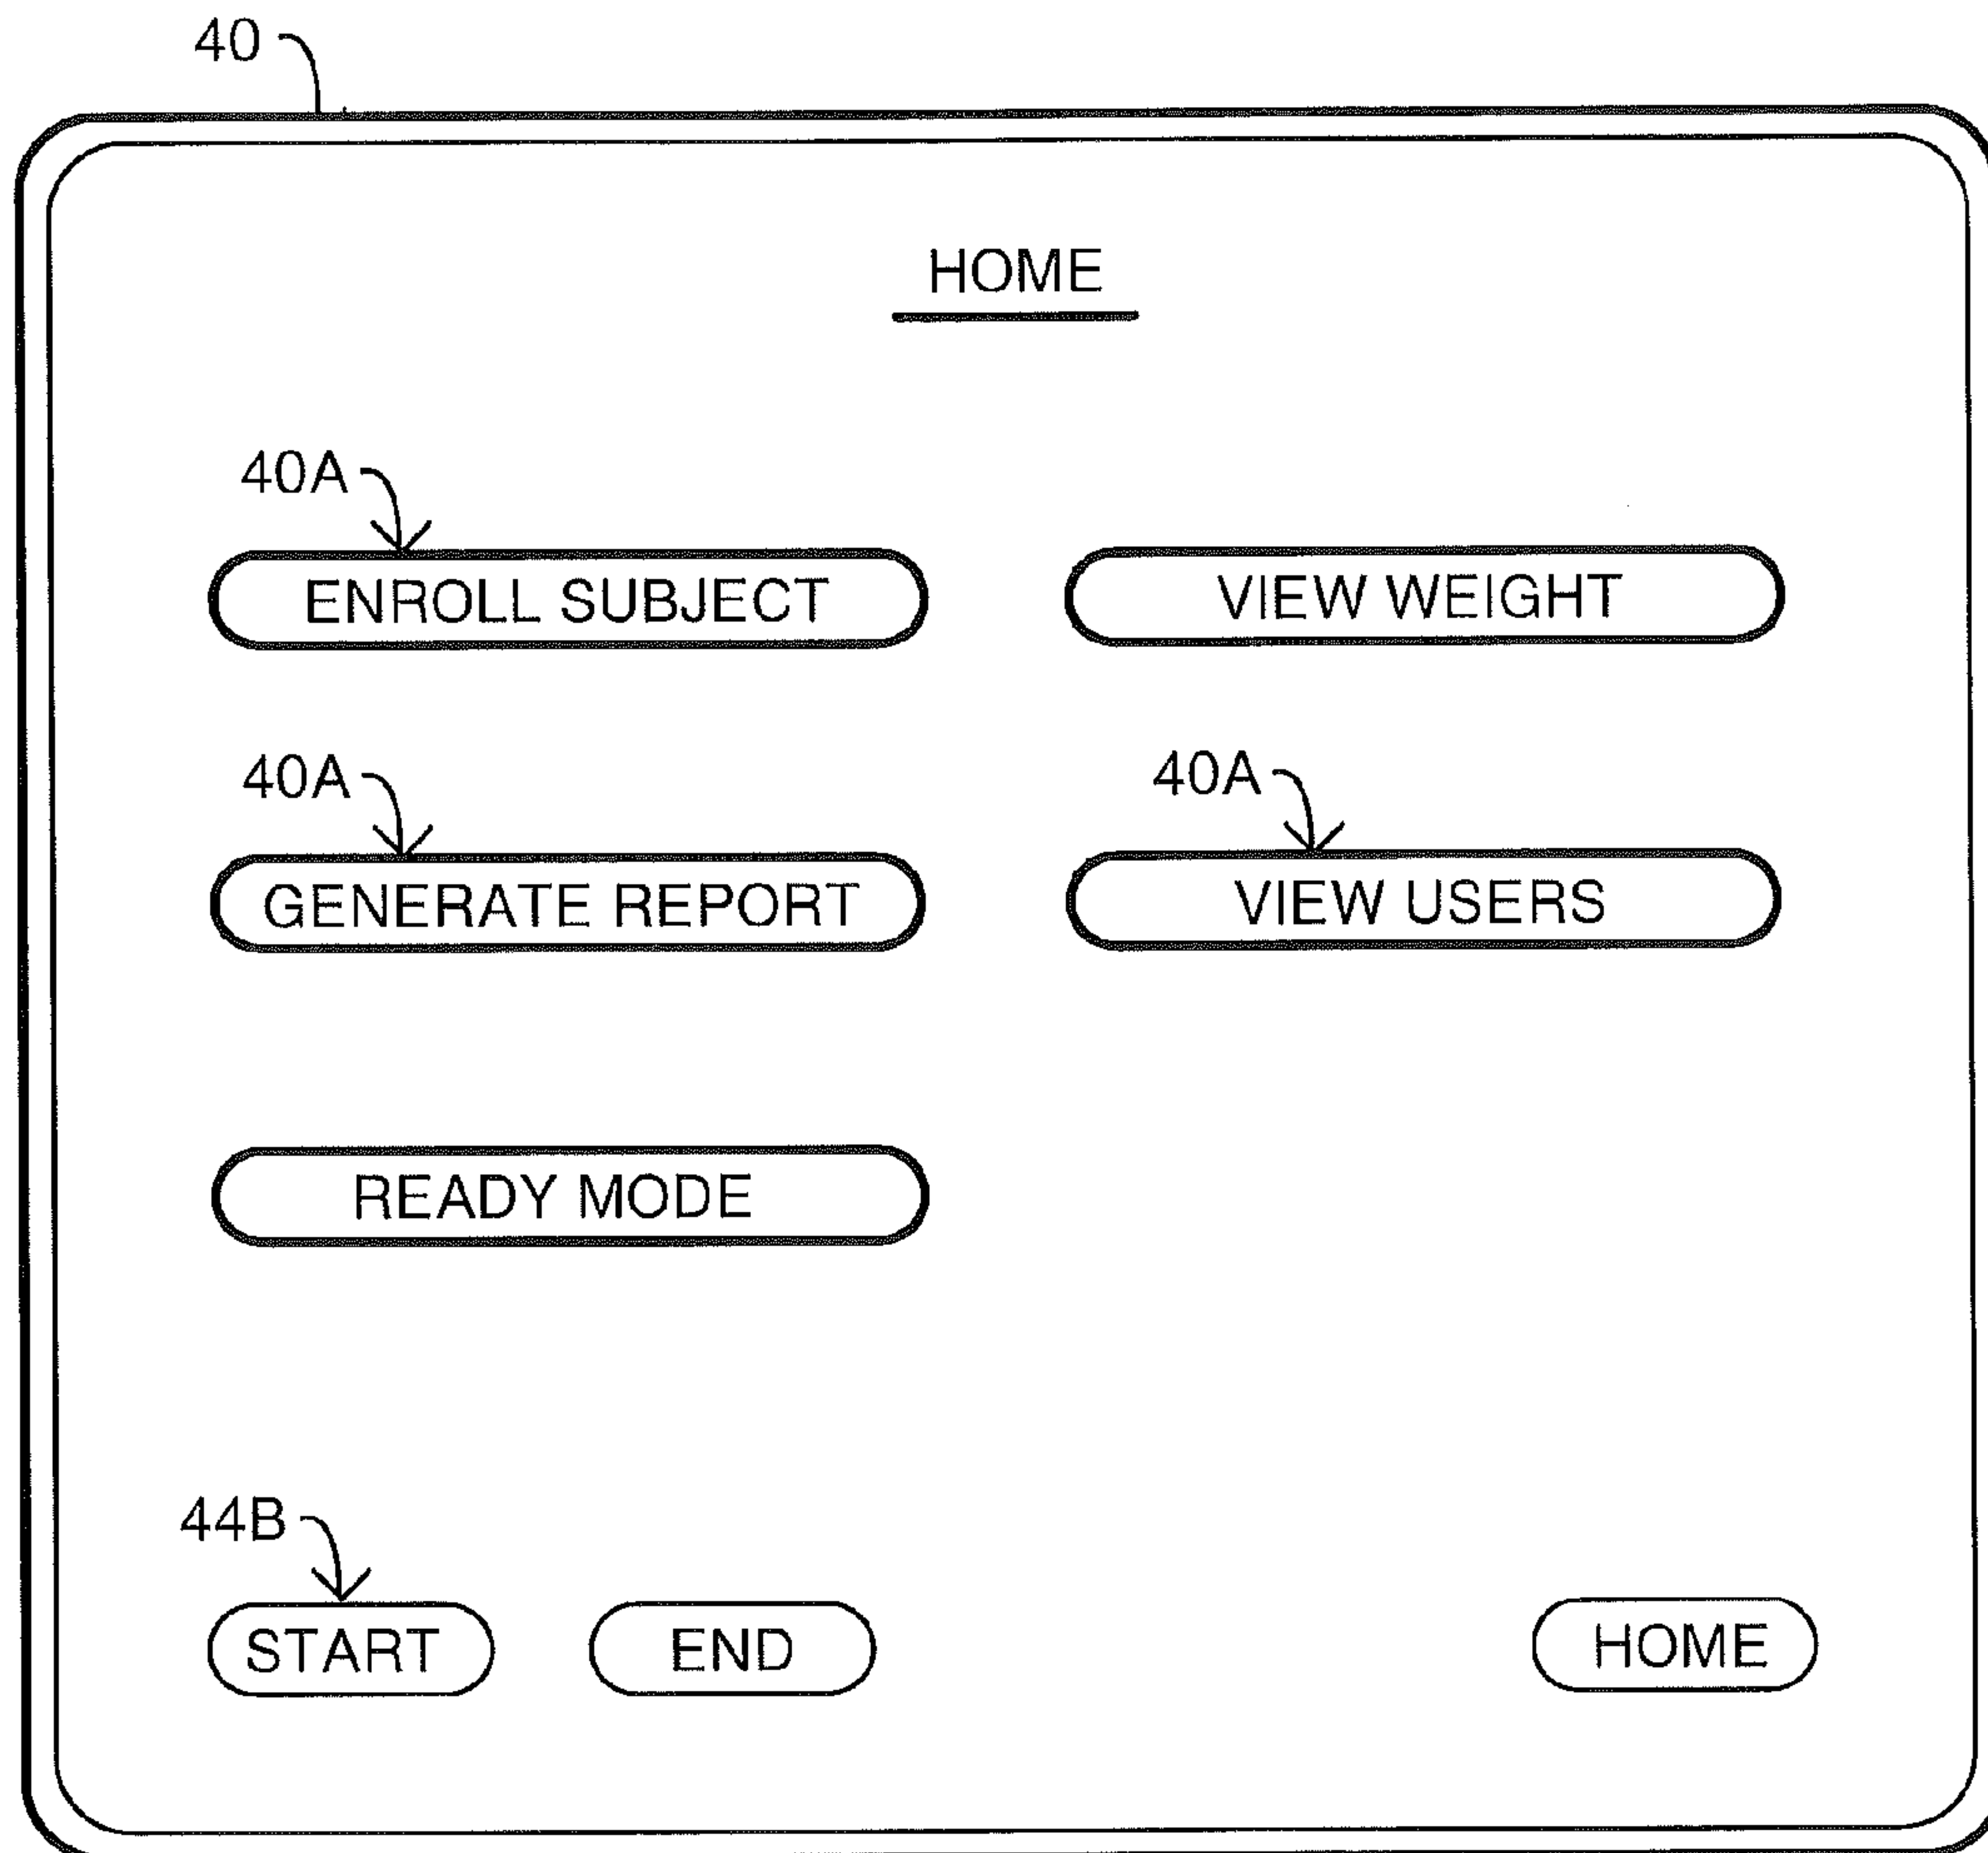 40
HOME
40A
ENROLL SUBJECT VIEW WEIGHT
40A 40A
GENERATE REPORT VIEW USERS
READY MODE
44B
START END HOME